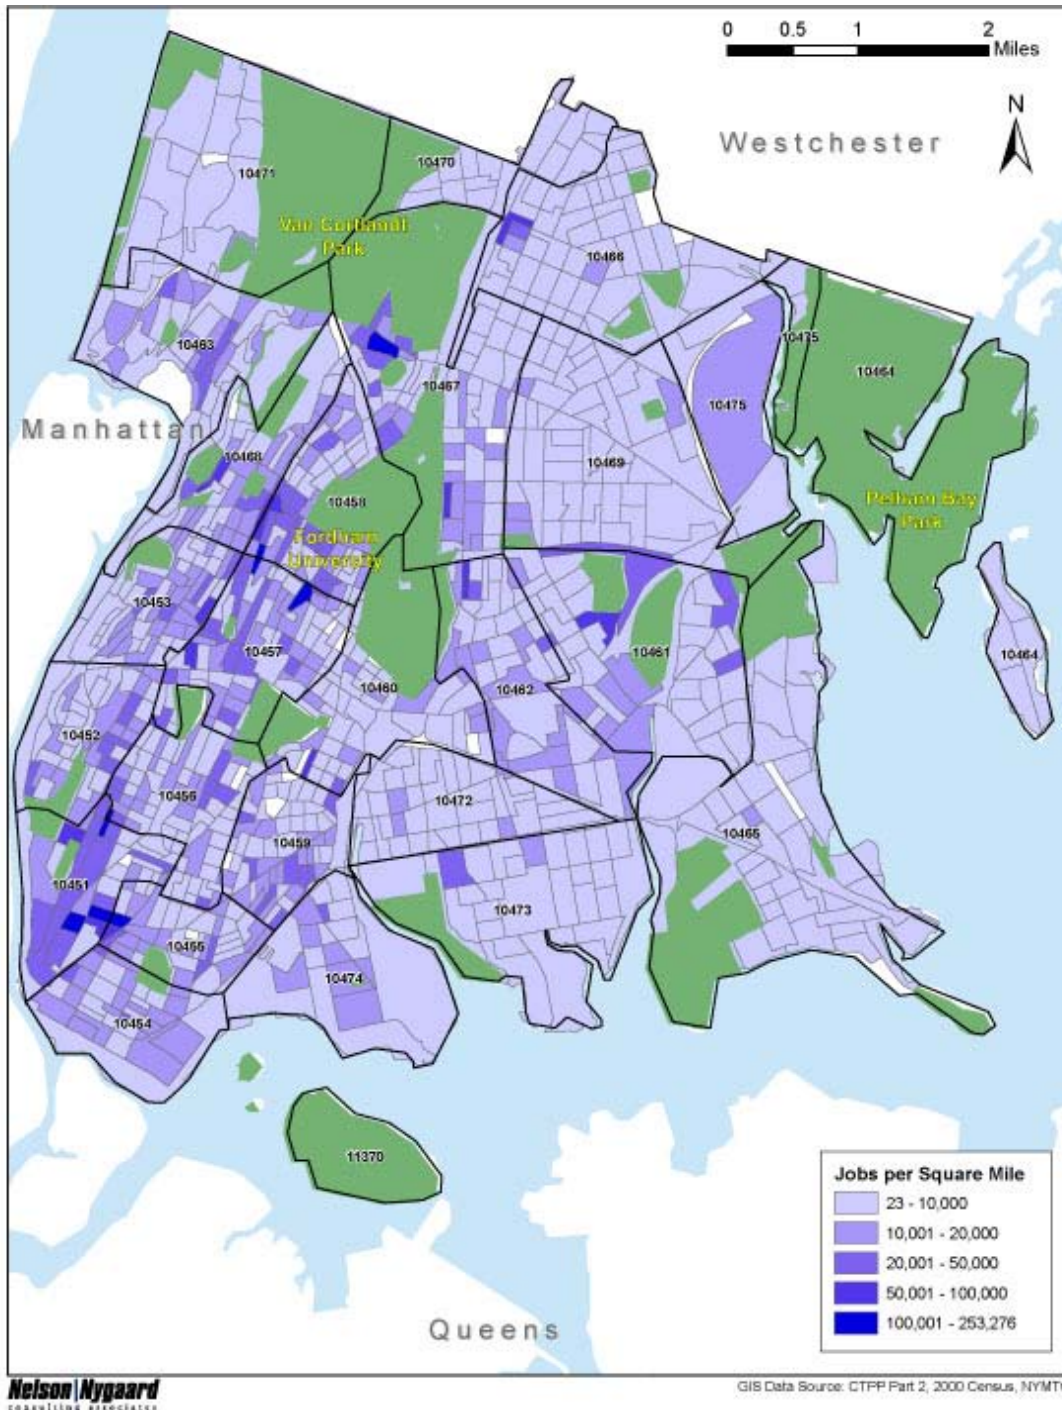 0 0.5 1 2
Miles
N
Westchester
10470
10471
Van Cortlandt
Park
10466
10463
10475
10464
10467
10475
Manhattan
10468
10469
10458
Pelham Bay
Park
Fordham
University
10453
10457
10461
10464
10460
10462
10452
10456
10472
10459
10465
10451
10473
10455
10474
10454
11370
Jobs per Square Mile
23 - 10,000
10,001 - 20,000
20,001 - 50,000
50,001 - 100,000
100,001 - 253,276
Queens
Nelson|Nygaard
consulting associates
GIS Data Source: CTPP Part 2, 2000 Census, NYMT